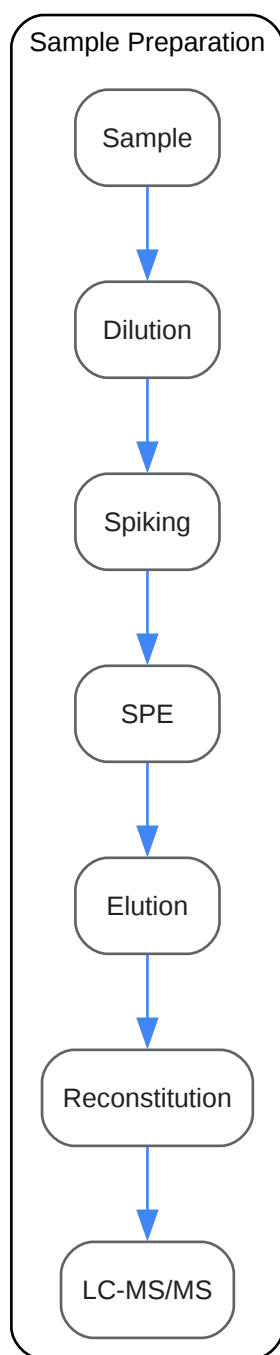 Sample Preparation
Sample
Dilution
Spiking
SPE
Elution
Reconstitution
LC-MS/MS